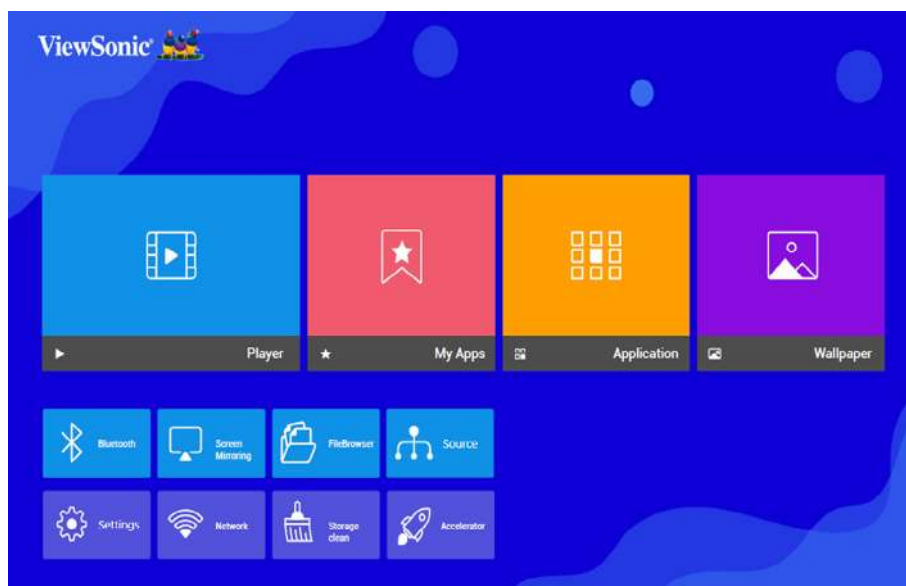 ViewSonic®
Player
My Apps
Application
Wallpaper
Bluetooth
Screen
Mirroring
FileBrowser
Source
Settings
Network
Storage
clean
Accelerator